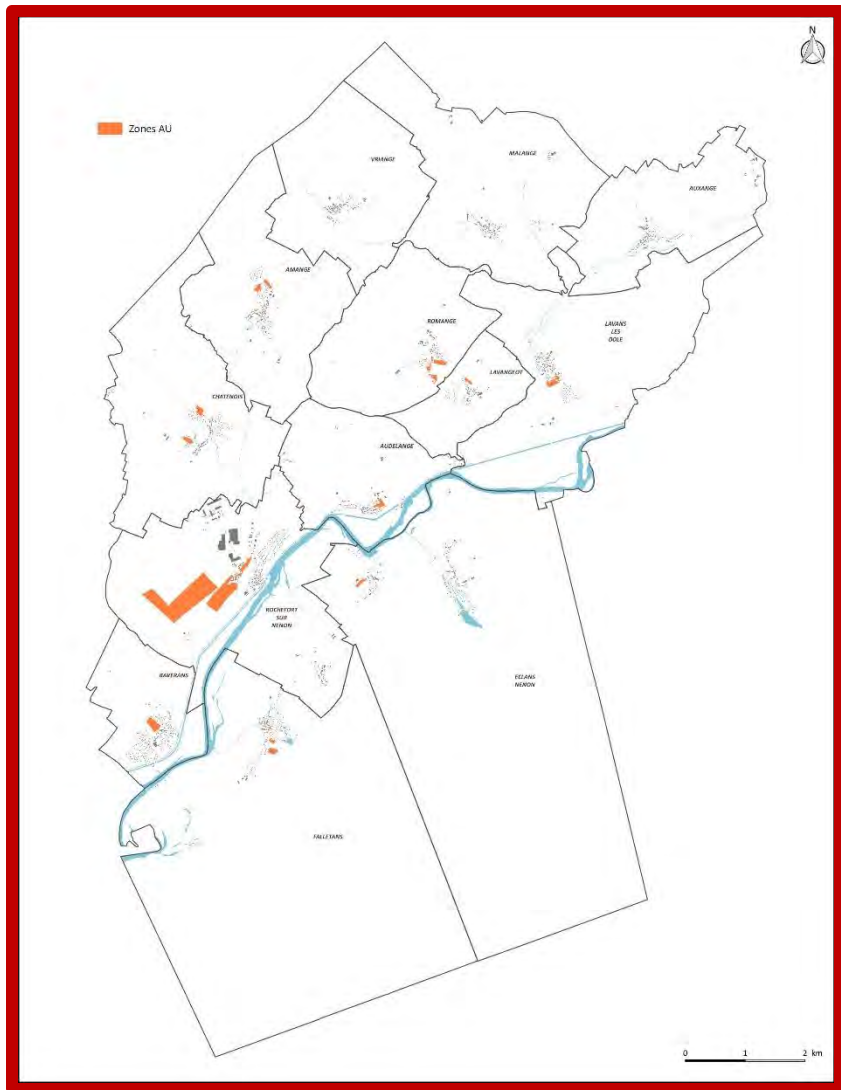 N
Zones AU
VRIANGE
MALANGE
AUXANGE
AMANGE
ROMANGE
LAVANS
LES
DOLE
LAVANGEOT
CHATENOIS
AUDELANGE
ROCHEFORT
SUR
NENON
ECLANS
NENON
BAVERANS
FALLETANS
0 1 2 km